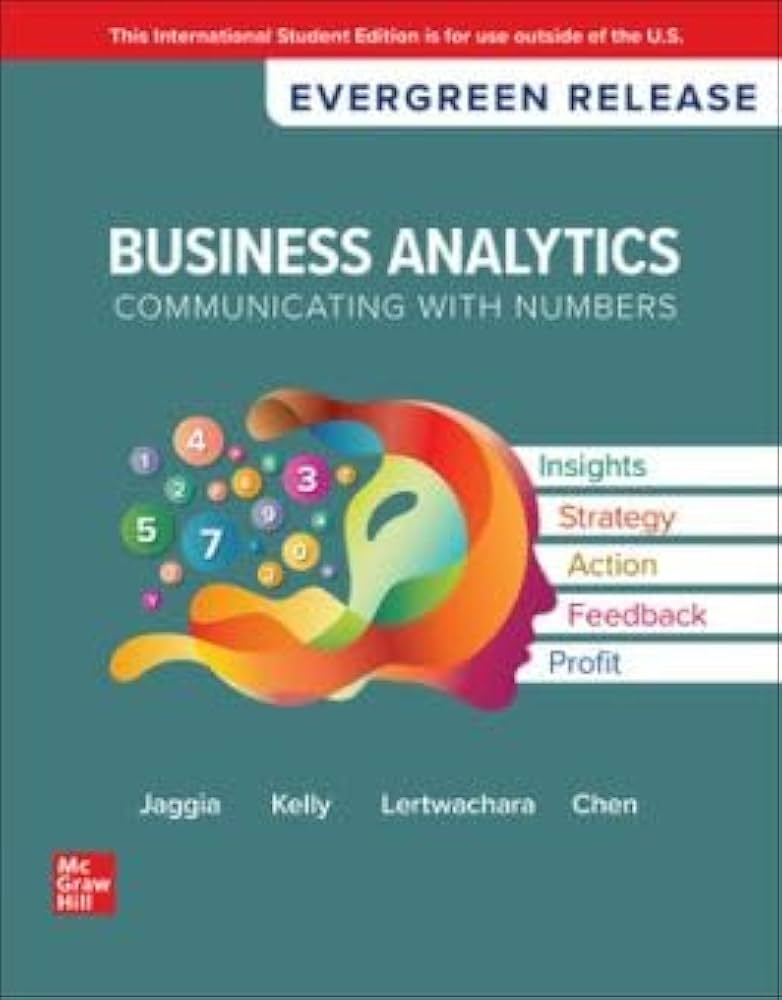 This International Student Edition is for use outside of the U.S.
EVERGREEN RELEASE
BUSINESS ANALYTICS
COMMUNICATING WITH NUMBERS
4
1
3
2
5
7
9
0
Insights
Strategy
Action
Feedback
Profit
Jaggia Kelly Lertwachara Chen
Mc
Graw
Hill